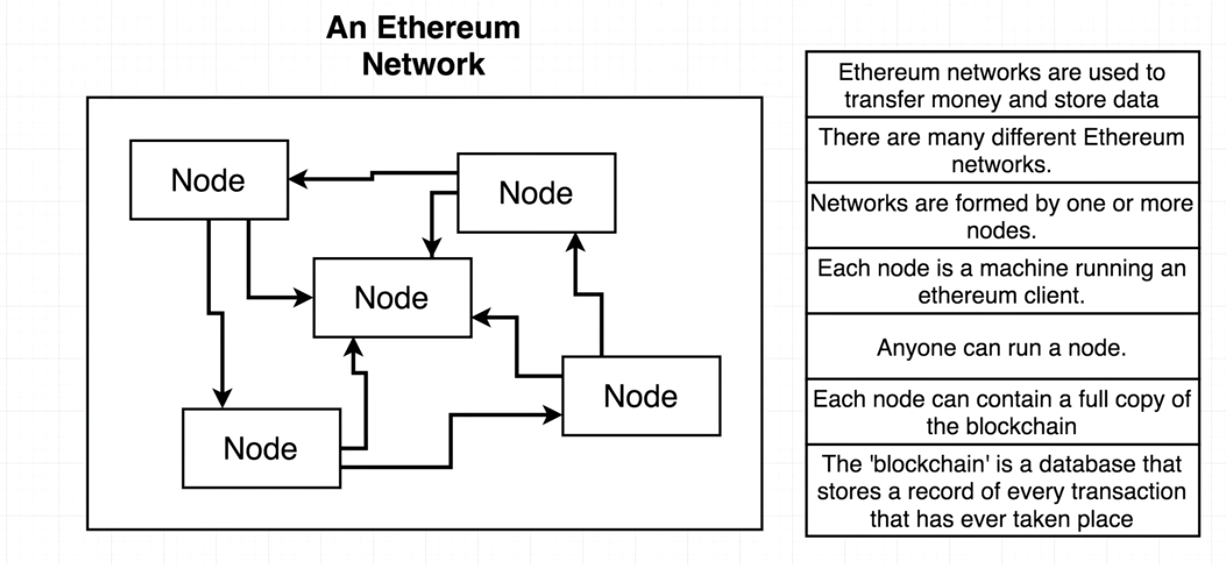 An Ethereum
Network
Node
Node
Node
Node
Node
Ethereum networks are used to
transfer money and store data
There are many different Ethereum
networks.
Networks are formed by one or more
nodes.
Each node is a machine running an
ethereum client.
Anyone can run a node.
Each node can contain a full copy of
the blockchain
The 'blockchain' is a database that
stores a record of every transaction
that has ever taken place